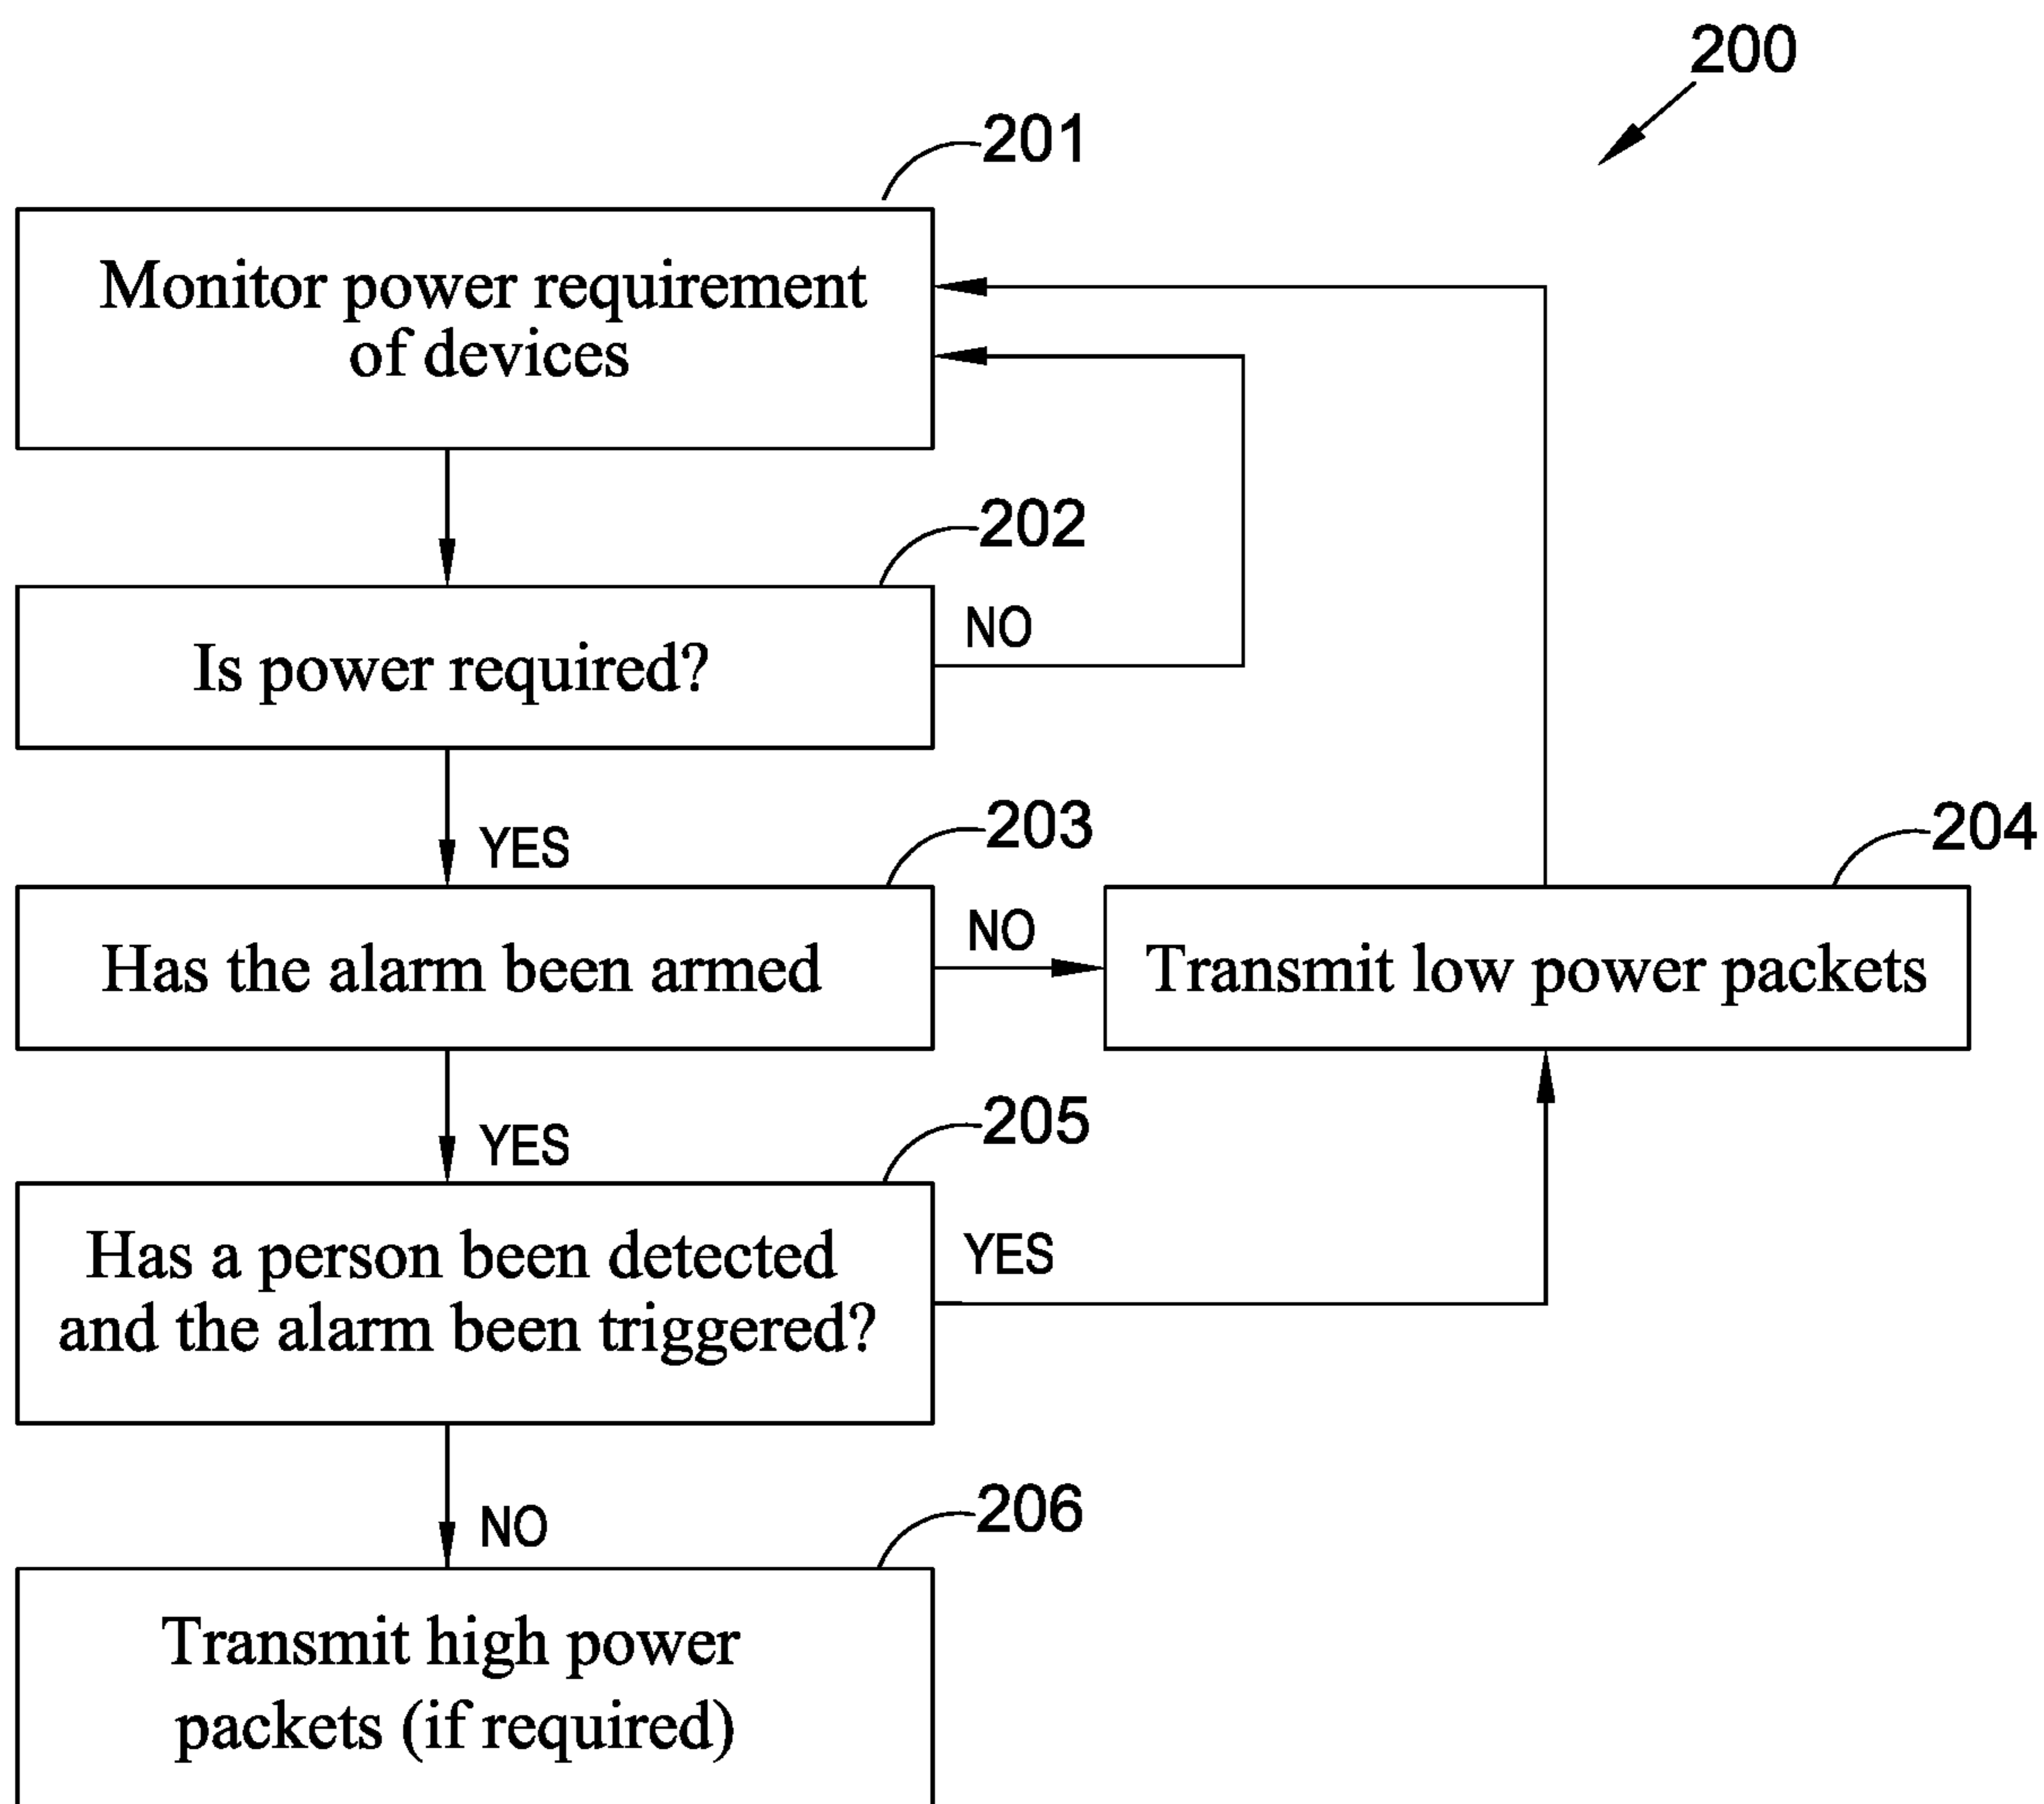 200
201
Monitor power requirement
of devices
202
NO
Is power required?
YES
203
204
NO
Has the alarm been armed
Transmit low power packets
YES
205
Has a person been detected
and the alarm been triggered?
YES
NO
206
Transmit high power
packets (if required)